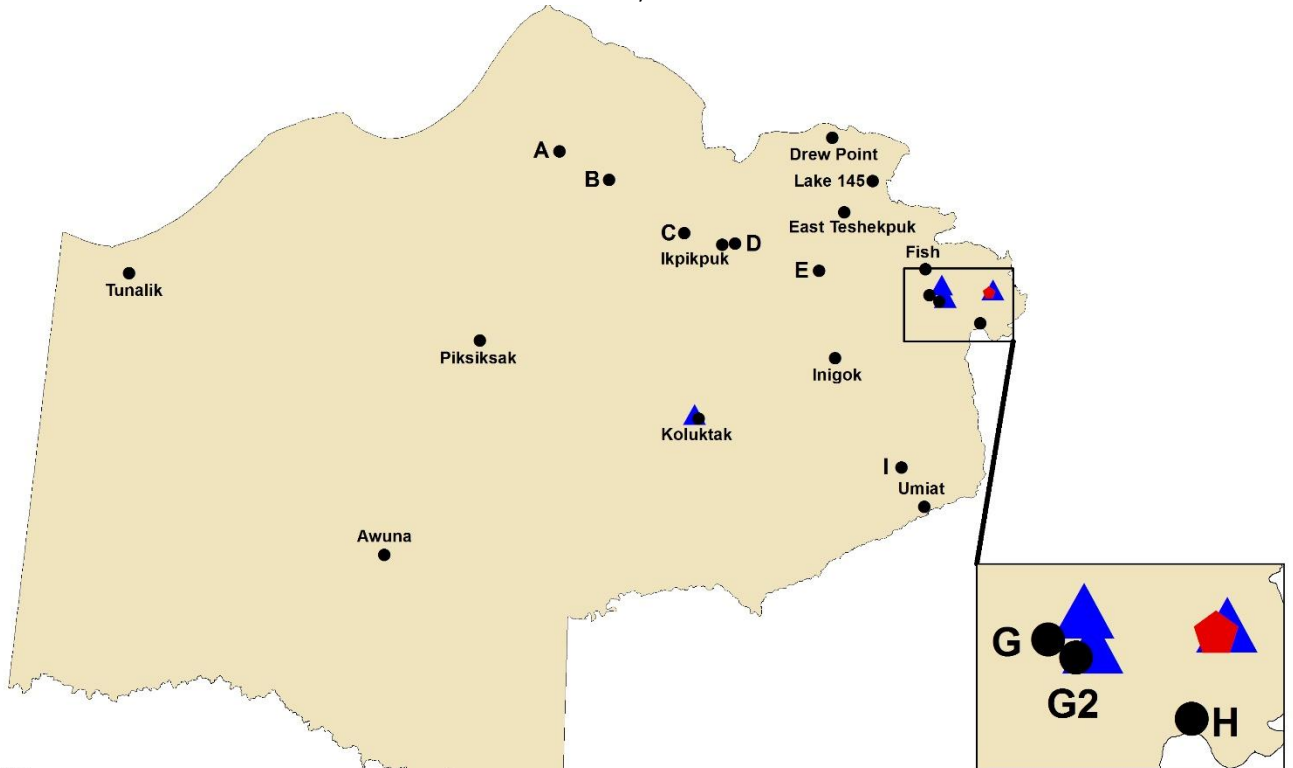 Drew Point
A
Lake 145
B
East Teshekpuk
C
D
Ikpikpuk
Fish
E
Tunalik
Piksiksak
Inigok
Koluktak
I
Umiat
Awuna
G
G2
H